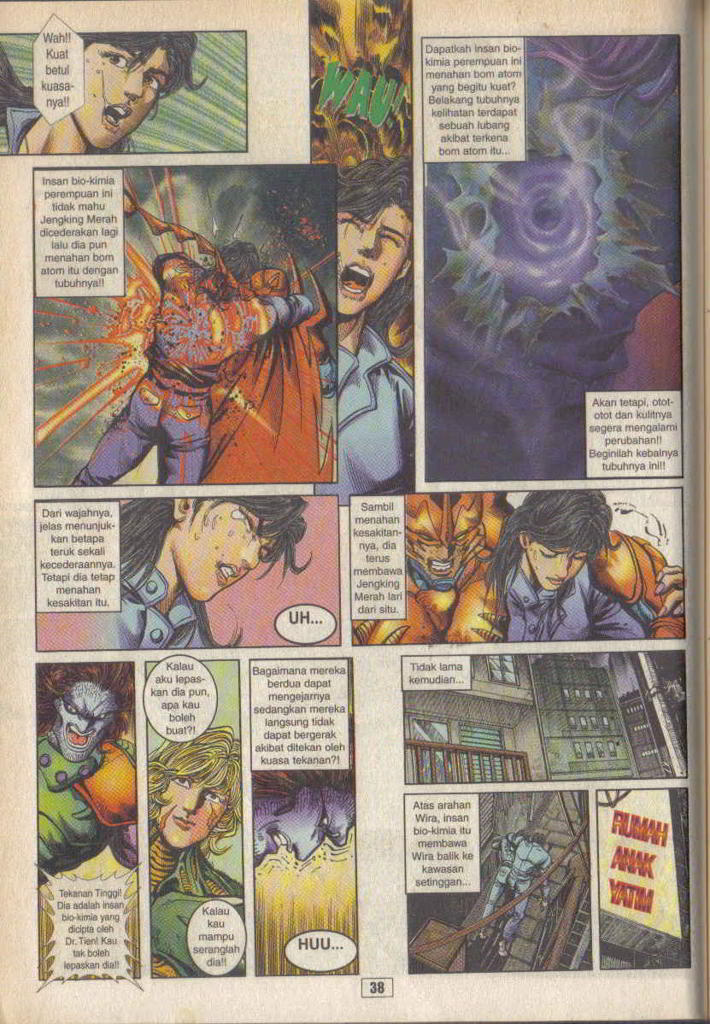 Wah!!
Kuat
betul
kuasa-
nya!!
WAU!
Dapatkah insan bio-
kimia perempuan ini
menahan bom atom
yang begitu kuat?
Belakang tubuhnya
kelihatan terdapat
sebuah lubang
akibat terkena
bom atom itu...
Insan bio-kimia
perempuan ini
tidak mahu
Jengking Merah
dicederakan lagi
lalu dia pun
menahan bom
atom itu dengan
tubuhnya!!
Akan tetapi, otot-
otot dan kulitnya
segera mengalami
perubahan!!
Beginilah kebalnya
tubuhnya ini!!
Dari wajahnya,
jelas menunjuk-
kan betapa
teruk sekali
kecederaannya.
Tetapi dia tetap
menahan
kesakitan itu.
UH...
Sambil
menahan
kesakitan-
nya, dia
terus
membawa
Jengking
Merah lari
dari situ.
Tekanan Tinggi!
Dia adalah insan
bio-kimia yang
dicipta oleh
Dr.Tien! Kau
tak boleh
lepaskan dia!!
Kalau
aku lepas-
kan dia pun,
apa kau
boleh
buat?!
Kalau
kau
mampu
seranglah
dia!!
Bagaimana mereka
berdua dapat
mengejarnya
sedangkan mereka
langsung tidak
dapat bergerak
akibat ditekan oleh
kuasa tekanan?!
HUU...
Tidak lama
kemudian...
Atas arahan
Wira, insan
bio-kimia itu
membawa
Wira balik ke
kawasan
setinggan...
RUMAH
ANAK
YATIM
38